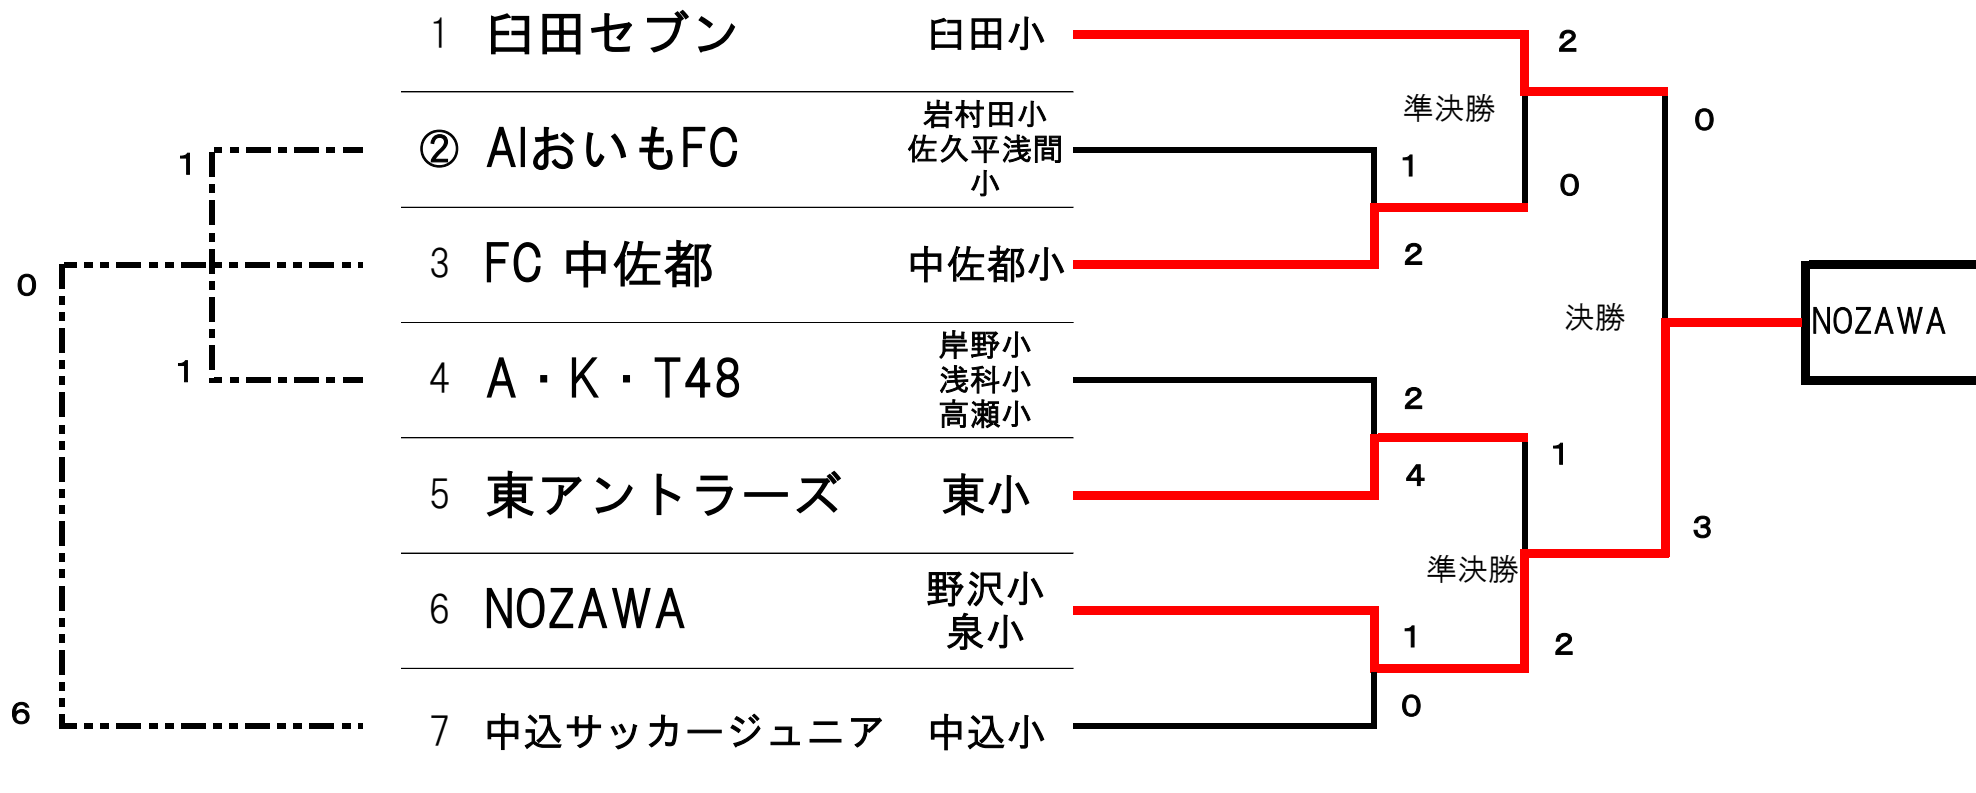 1 臼田セブン 臼田小
2
準決勝
0
② AIおいもFC 岩村田小
佐久平浅間
小
1
1
0
3 FC 中佐都 中佐都小
2
0
決勝
NOZAWA
4 A・K・T48 岸野小
浅科小
高瀬小
1
2
1
5 東アントラーズ 東小
4
3
準決勝
6 NOZAWA 野沢小
泉小
1
2
7 中込サッカージュニア 中込小
6
0